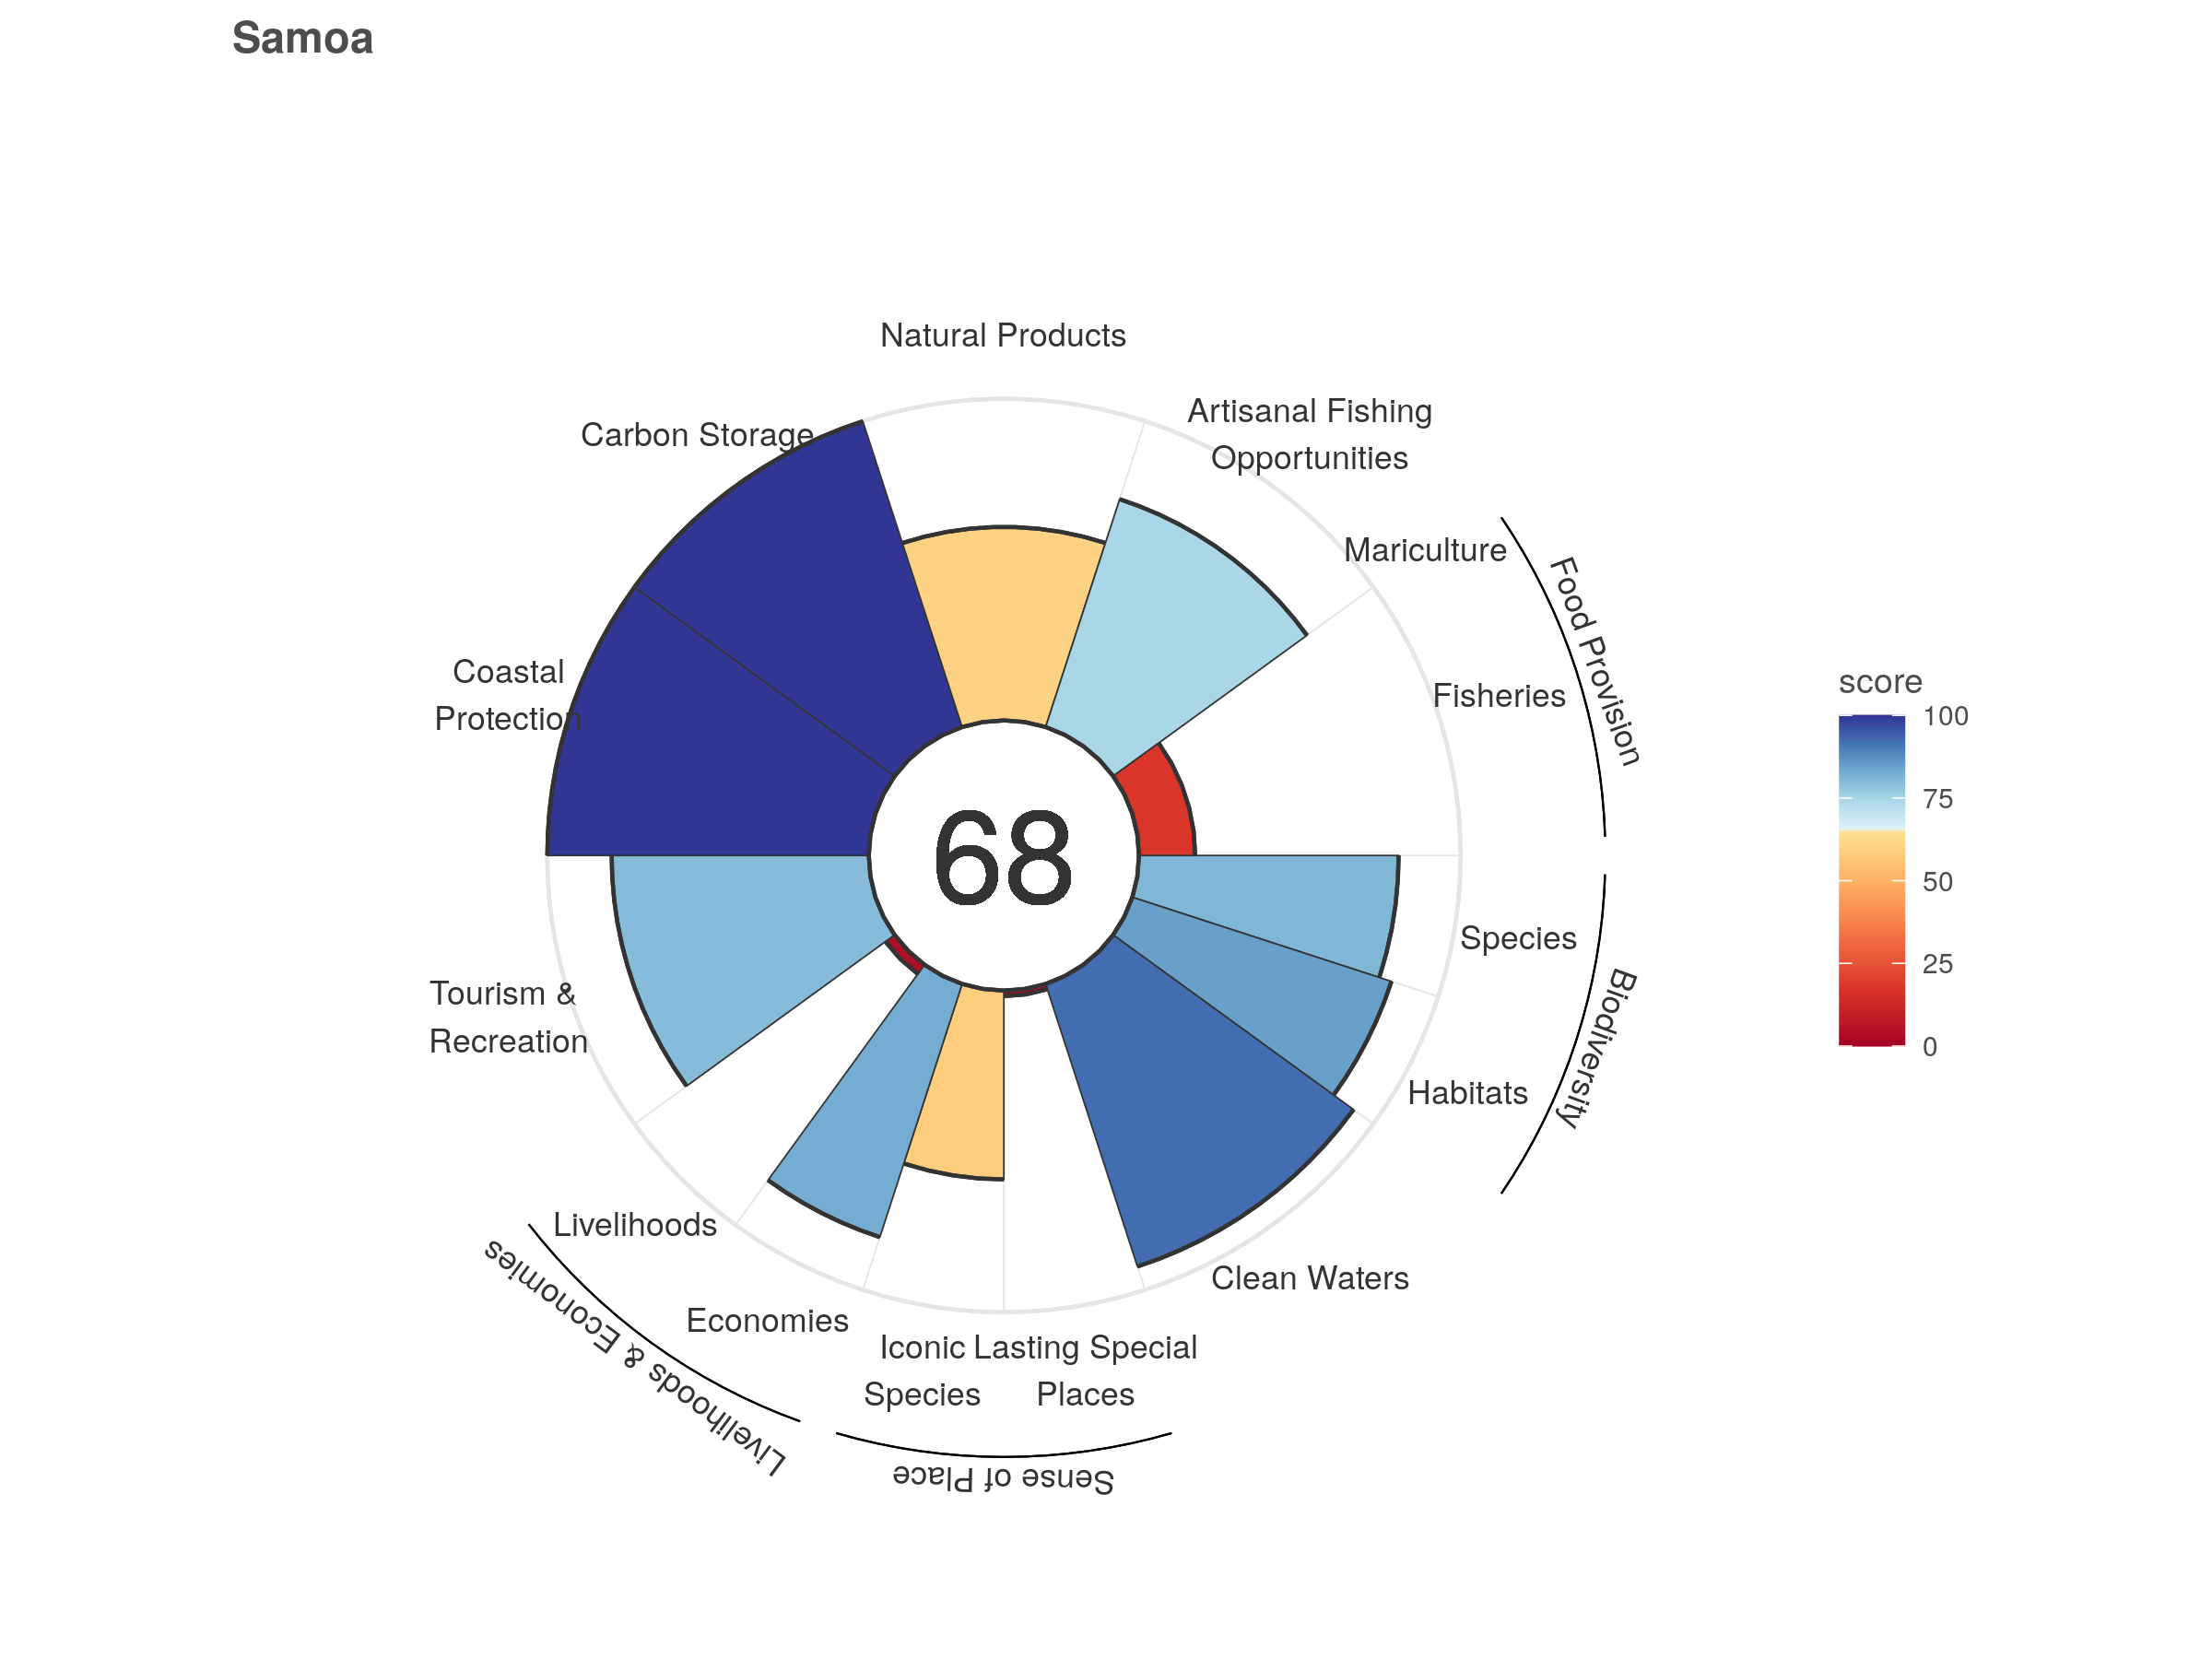 Samoa
Natural Products
Artisanal Fishing
Opportunities
Carbon Storage
Mariculture
Food Provision
Coastal
Protection
Fisheries
score
100
75
50
25
0
68
Species
Biodiversity
Tourism &
Recreation
Habitats
Livelihoods
Livelihoods & Economies
Clean Waters
Economies
Iconic
Species
Lasting Special
Places
Sense of Place